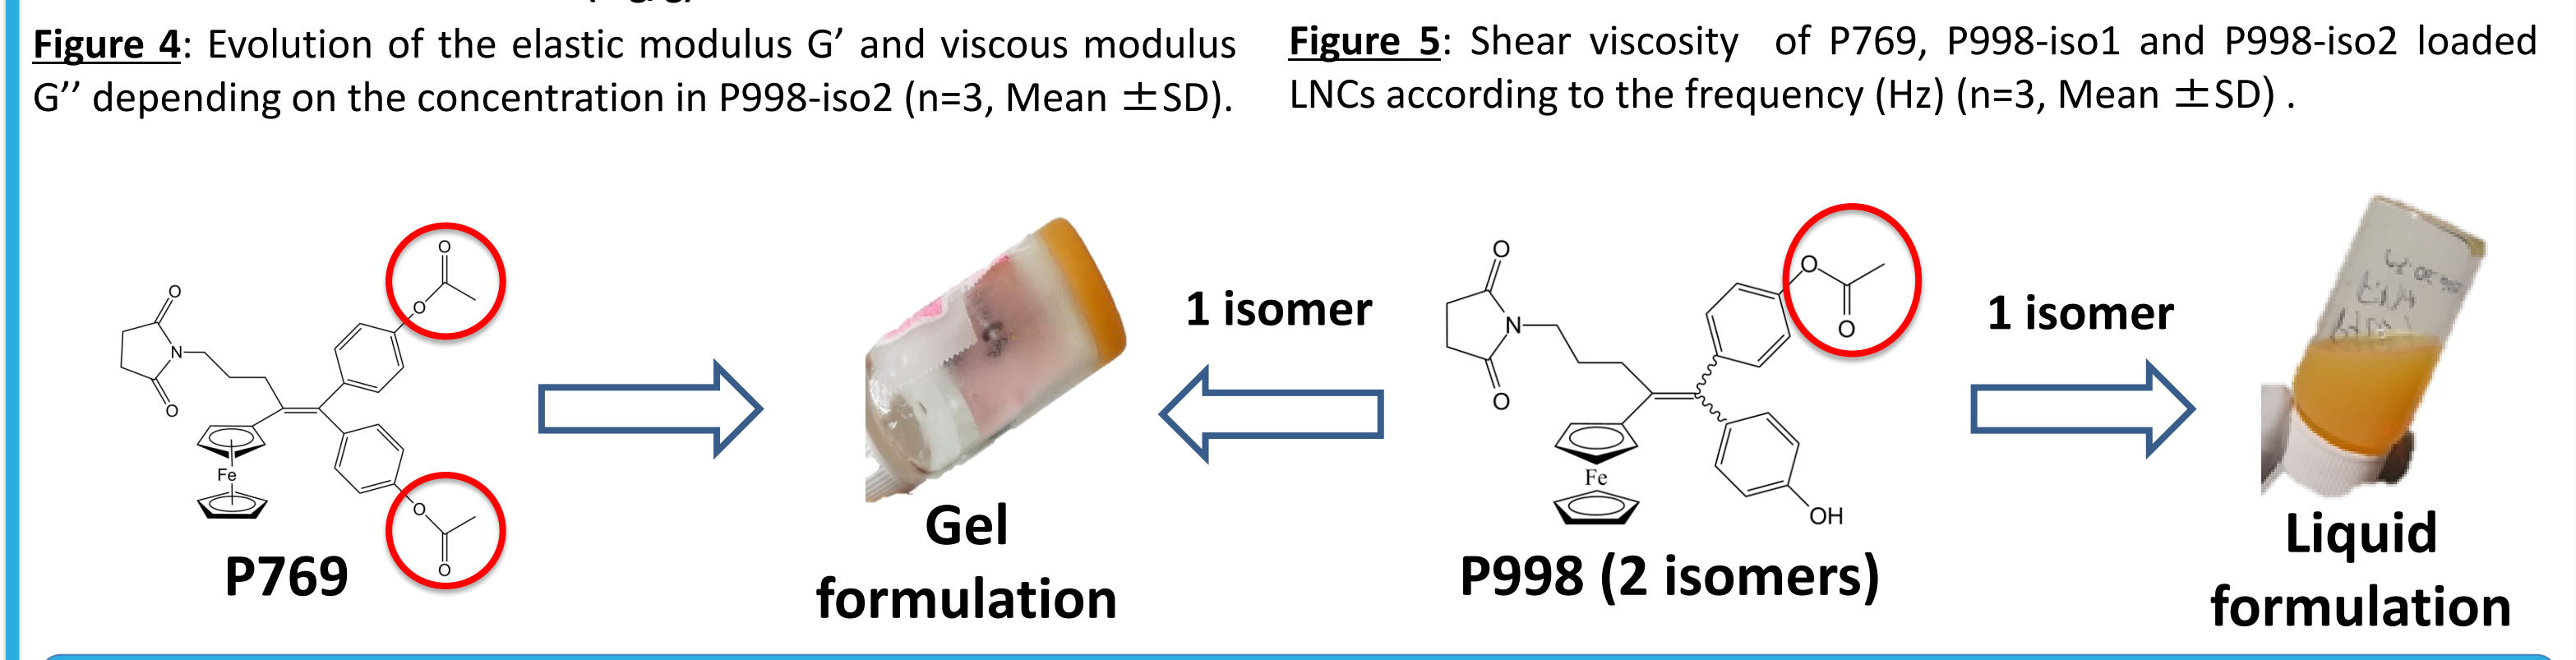 Figure 4: Evolution of the elastic modulus G’ and viscous modulus
G’’ depending on the concentration in P998-iso2 (n=3, Mean ±SD).
Figure 5: Shear viscosity of P769, P998-iso1 and P998-iso2 loaded
LNCs according to the frequency (Hz) (n=3, Mean ±SD) .
O
O
O
N
O
Fe
O
O
P769
Gel
formulation
1 isomer
O
N
O
O
O
Fe
OH
P998 (2 isomers)
1 isomer
Liquid
formulation